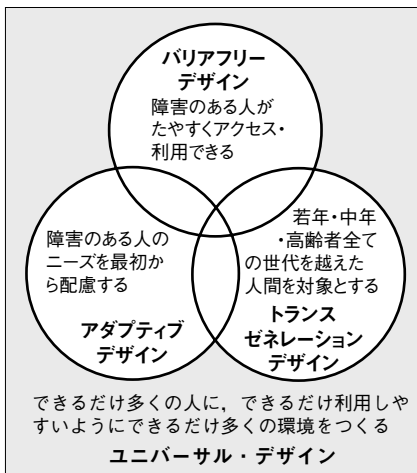 バリアフリー
デザイン
障害のある人が
たやすくアクセス・
利用できる
障害のある人の
ニーズを最初か
ら配慮する
アダプティブ
デザイン
若年・中年
・高齢者全て
の世代を越えた
人間を対象とする
トランス
ゼネレーション
デザイン
できるだけ多くの人に，できるだけ利用しや
すいようにできるだけ多くの環境をつくる
ユニバーサル・デザイン